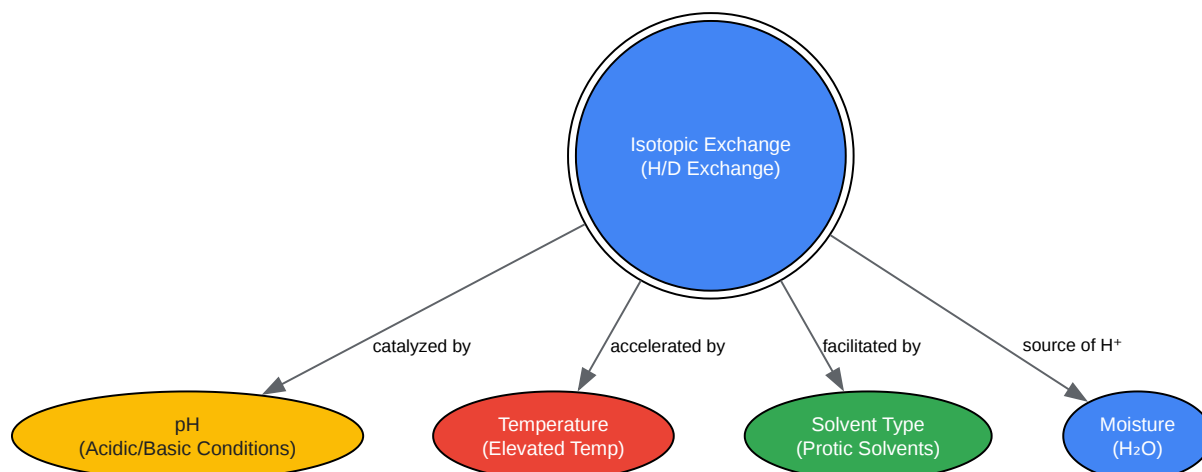 Isotopic Exchange
(H/D Exchange)
catalyzed by
accelerated by
facilitated by
source of H⁺
pH
(Acidic/Basic Conditions)
Temperature
(Elevated Temp)
Solvent Type
(Protic Solvents)
Moisture
(H₂O)